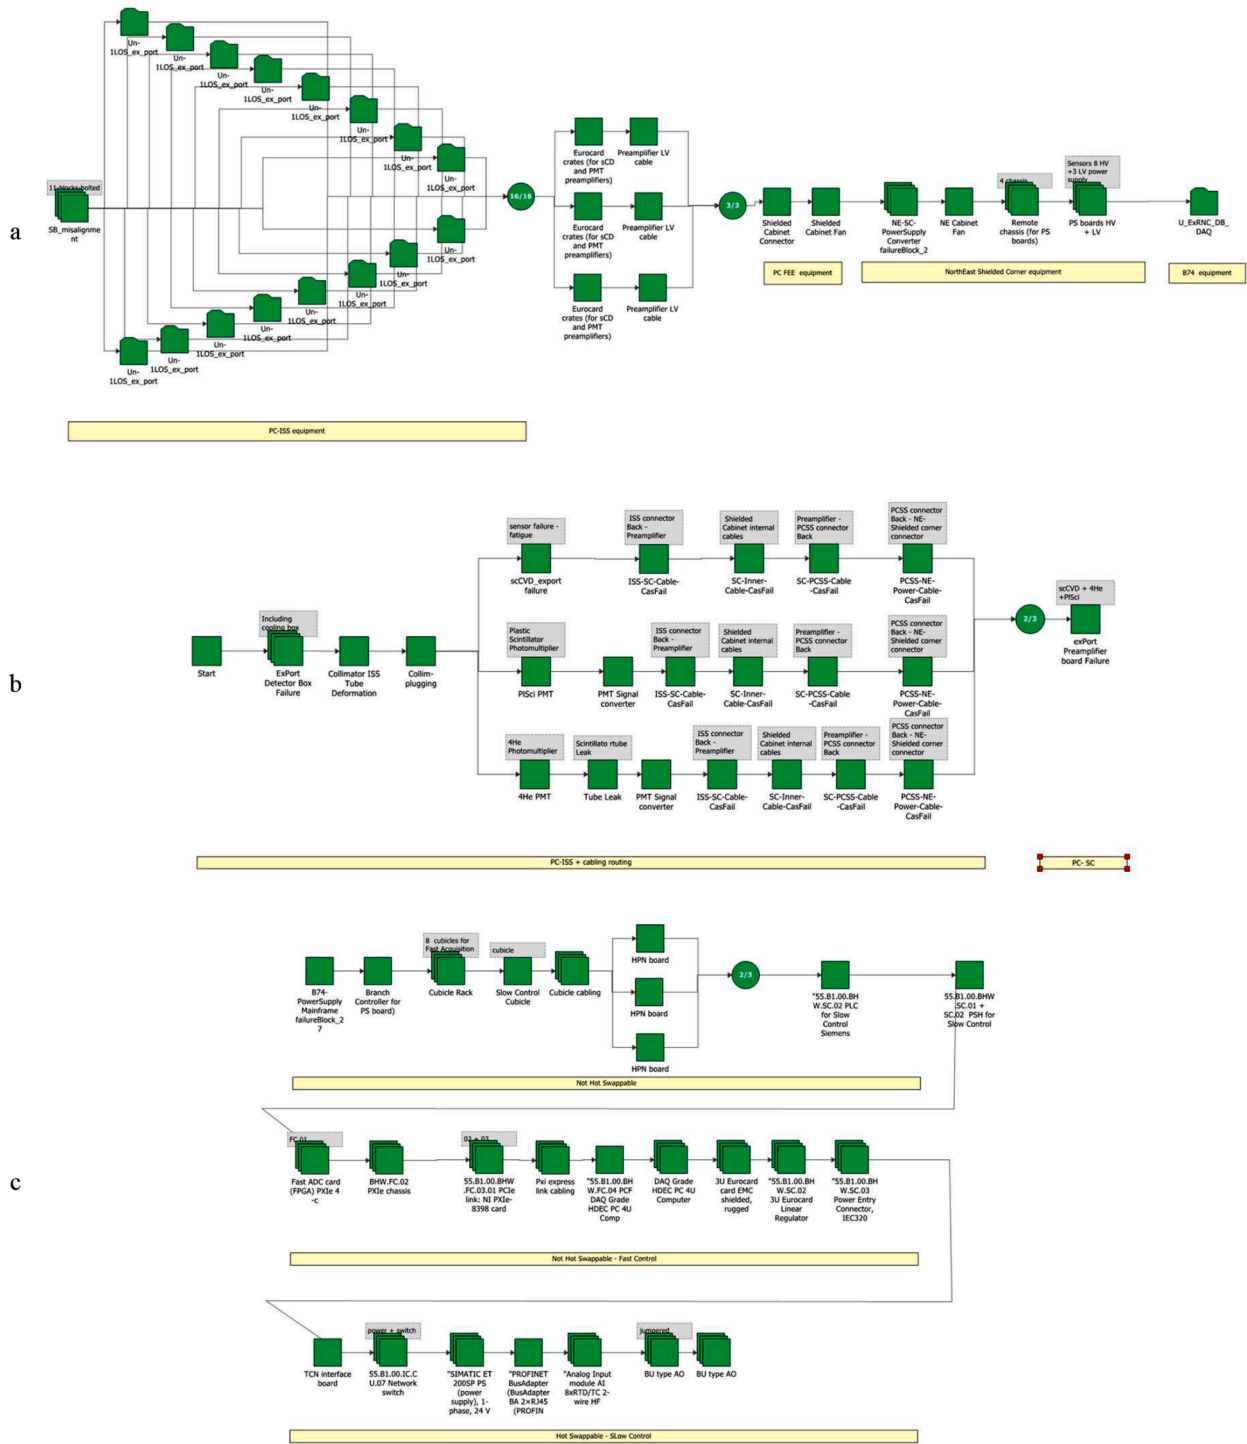 a
Un-
1LOS_ex_port
Un-
1LOS_ex_port
Un-
1LOS_ex_port
Un-
1LOS_ex_port
Un-
1LOS_ex_port
Un-
1LOS_ex_port
Un-
1LOS_ex_port
Un-
1LOS_ex_port
11 blocks bolted
SB_misalignme
nt
Un-
1LOS_ex_port
Un-
1LOS_ex_port
Un-
1LOS_ex_port
Un-
1LOS_ex_port
Un-
1LOS_ex_port
Un-
1LOS_ex_port
Un-
1LOS_ex_port
Un-
1LOS_ex_port
16/16
Eurocard
crates (for sCD
and PMT
preamplifiers)
Preamplifier LV
cable
Eurocard
crates (for sCD
and PMT
preamplifiers)
Preamplifier LV
cable
Eurocard
crates (for sCD
and PMT
preamplifiers)
Preamplifier LV
cable
3/3
Shielded
Cabinet
Connector
Shielded
Cabinet Fan
NE-SC-
PowerSupply
Converter
failureBlock_2
NE Cabinet
Fan
4 chassis
Remote
chassis (for PS
boards)
Sensors 8 HV
+3 LV power
supply
PS boards HV
+ LV
U_ExRNC_DB_
DAQ
PC FEE equipment
NorthEast Shielded Corner equipment
B74 equipment
PC-ISS equipment
b
Start
Including
cooling box
ExPort
Detector Box
Failure
Collimator ISS
Tube
Deformation
Collim-
plugging
sensor failure -
fatigue
scCVD_export
failure
ISS connector
Back -
Preamplifier
ISS-SC-Cable-
CasFail
Shielded
Cabinet internal
cables
SC-Inner-
Cable-CasFail
Preamplifier -
PCSS connector
Back
SC-PCSS-Cable
-CasFail
PCSS connector
Back - NE-
Shielded corner
connector
PCSS-NE-
Power-Cable-
CasFail
Plastic
Scintillator
Photomultiplier
PlSci PMT
PMT Signal
converter
ISS connector
Back -
Preamplifier
ISS-SC-Cable-
CasFail
Shielded
Cabinet internal
cables
SC-Inner-
Cable-CasFail
Preamplifier -
PCSS connector
Back
SC-PCSS-Cable
-CasFail
PCSS connector
Back - NE-
Shielded corner
connector
PCSS-NE-
Power-Cable-
CasFail
4He
Photomultiplier
4He PMT
Scintillato rtube
Leak
Tube Leak
PMT Signal
converter
ISS connector
Back -
Preamplifier
ISS-SC-Cable-
CasFail
Shielded
Cabinet internal
cables
SC-Inner-
Cable-CasFail
Preamplifier -
PCSS connector
Back
SC-PCSS-Cable
-CasFail
PCSS connector
Back - NE-
Shielded corner
connector
PCSS-NE-
Power-Cable-
CasFail
2/3
scCVD + 4He
+PlSci
exPort
Preamplifier
board Failure
PC-ISS + cabling routing
PC- SC
c
B74-
PowerSupply
Mainframe
failureBlock_2
7
Branch
Controller for
PS board)
8 cubicles for
Fast Acquisition
Cubicle Rack
cubicle
Slow Control
Cubicle
Cubicle cabling
HPN board
HPN board
HPN board
2/3
"55.B1.00.BH
W.SC.02 PLC
for Slow
Control
Siemens
55.B1.00.BHW
.SC.01 +
SC.02 PSH for
Slow Control
Not Hot Swappable
FC.01
Fast ADC card
(FPGA) PXIe 4
-c
BHW.FC.02
PXIe chassis
02 + 03
55.B1.00.BHW
.FC.03.01 PCIe
link: NI PXIe-
8398 card
Pxi express
link cabling
"55.B1.00.BH
W.FC.04 PCF
DAQ Grade
HDEC PC 4U
Comp
DAQ Grade
HDEC PC 4U
Computer
3U Eurocard
card EMC
shielded,
rugged
"55.B1.00.BH
W.SC.02
3U Eurocard
Linear
Regulator
"55.B1.00.BH
W.SC.03
Power Entry
Connector,
IEC320
Not Hot Swappable - Fast Control
TCN interface
board
power + switch
55.B1.00.IC.C
U.07 Network
switch
"SIMATIC ET
200SP PS
(power
supply), 1-
phase, 24 V
"PROFINET
BusAdapter
(BusAdapter
BA 2×RJ45
(PROFIN
"Analog Input
module AI
8xRTD/TC 2-
wire HF
jumpered
BU type AO
BU type AO
Hot Swappable - SLow Control